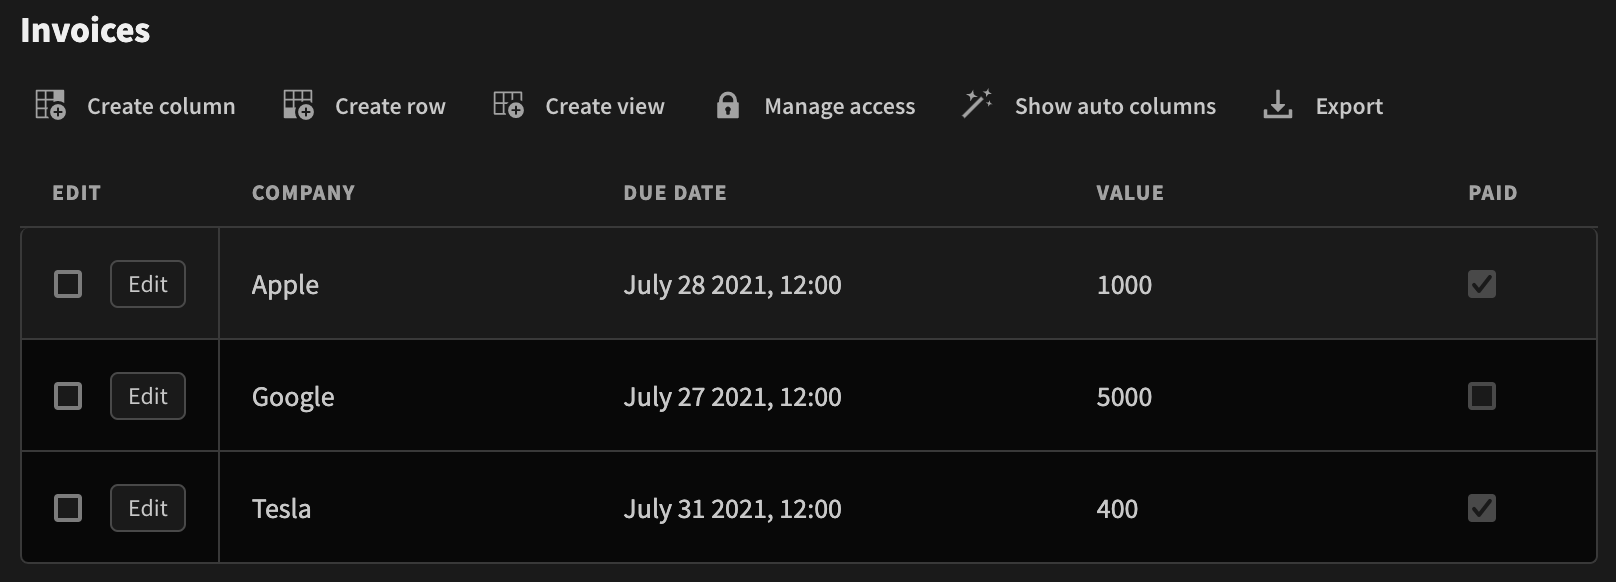 Invoices
Create column Create row Create view Manage access Show auto columns Export
EDIT COMPANY DUE DATE VALUE PAID
Edit Apple July 28 2021, 12:00 1000
Edit Google July 27 2021, 12:00 5000
Edit Tesla July 31 2021, 12:00 400